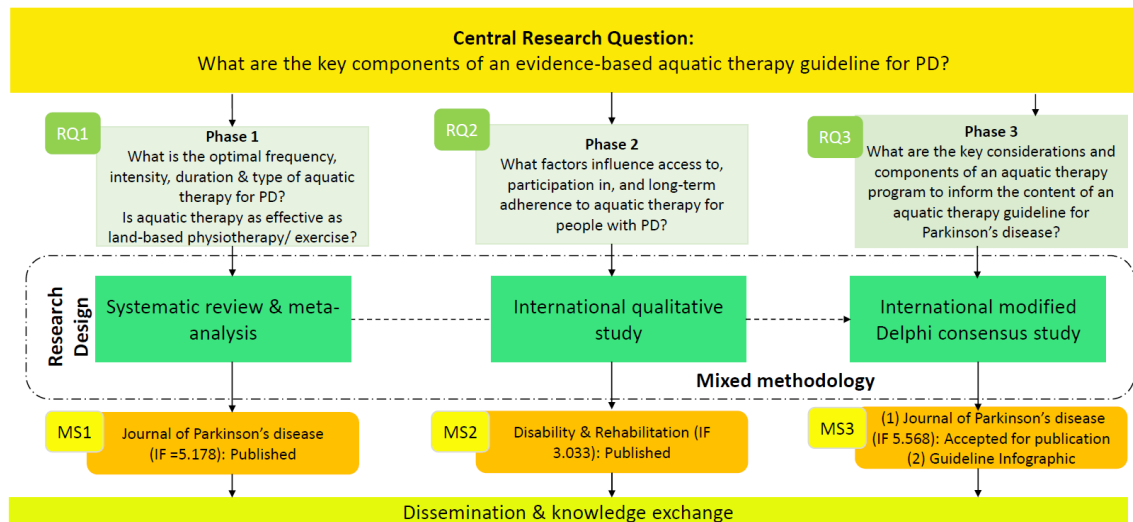 Central Research Question:
What are the key components of an evidence-based aquatic therapy guideline for PD?
RQ1
Phase 1
What is the optimal frequency,
intensity, duration & type of aquatic
therapy for PD?
Is aquatic therapy as effective as
land-based physiotherapy/ exercise?
RQ2
Phase 2
What factors influence access to,
participation in, and long-term
adherence to aquatic therapy for
people with PD?
RQ3
Phase 3
What are the key considerations and
components of an aquatic therapy
program to inform the content of an
aquatic therapy guideline for
Parkinson’s disease?
Research
Design
Systematic review & meta-
analysis
International qualitative
study
International modified
Delphi consensus study
Mixed methodology
MS1
Journal of Parkinson’s disease
(IF =5.178): Published
MS2
Disability & Rehabilitation (IF
3.033): Published
MS3
(1) Journal of Parkinson’s disease
(IF 5.568): Accepted for publication
(2) Guideline Infographic
Dissemination & knowledge exchange